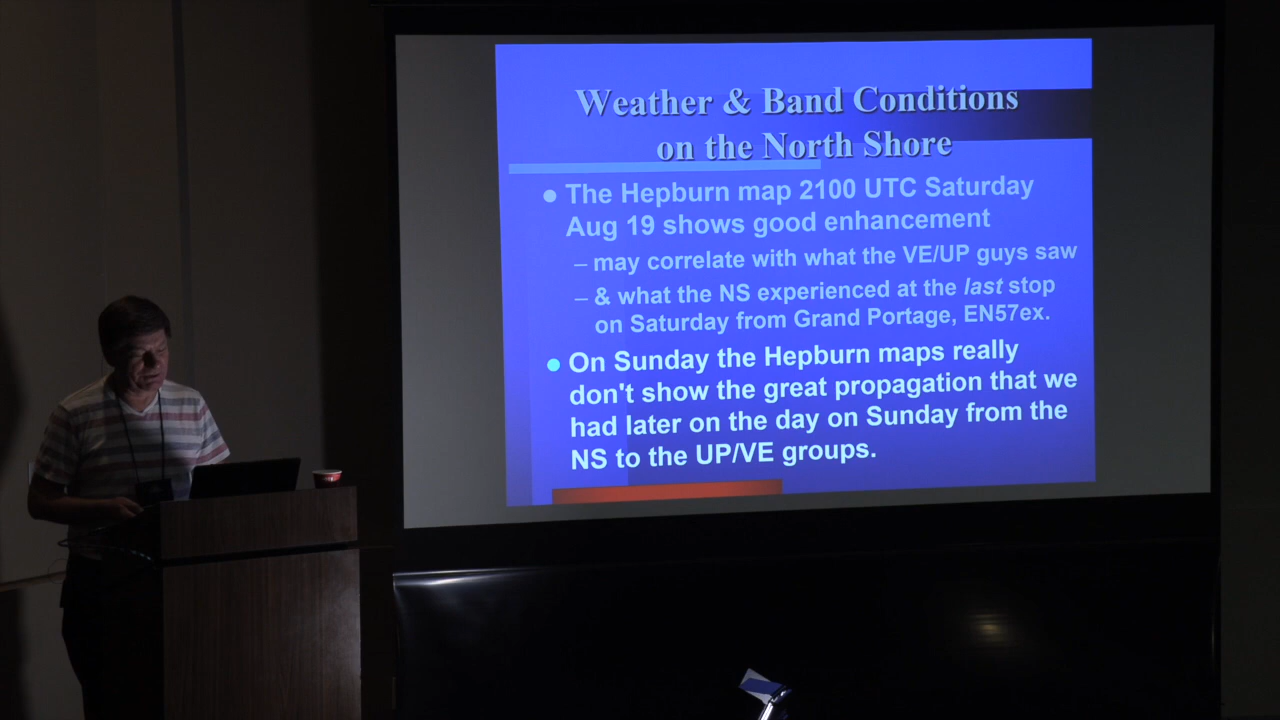 Weather & Band Conditions
on the North Shore
● The Hepburn map 2100 UTC Saturday
Aug 19 shows good enhancement
– may correlate with what the VE/UP guys saw
– & what the NS experienced at the last stop
on Saturday from Grand Portage, EN57ex.
● On Sunday the Hepburn maps really
don't show the great propagation that we
had later on the day on Sunday from the
NS to the UP/VE groups.